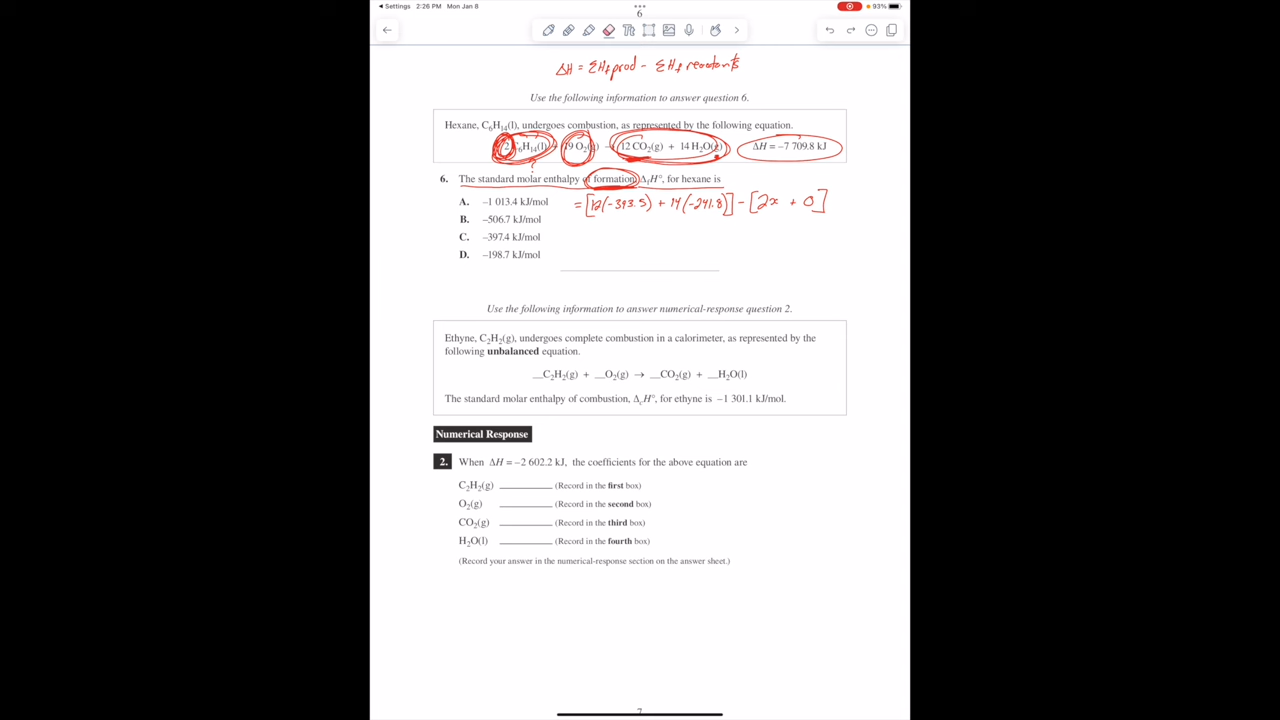 Settings 2:26 PM Mon Jan 8 93%
6
ΔH = ΣHf prod - ΣHf reactants
Use the following information to answer question 6.
Hexane, C6H14(l), undergoes combustion, as represented by the following equation.
2 C6H14(l) + 19 O2(g) → 12 CO2(g) + 14 H2O(g) ΔH = –7 709.8 kJ
?
6. The standard molar enthalpy of formation, ΔfH°, for hexane is
A. –1 013.4 kJ/mol
= [12(-393.5) + 14(-241.8)] - [2x + 0]
B. –506.7 kJ/mol
C. –397.4 kJ/mol
D. –198.7 kJ/mol
Use the following information to answer numerical-response question 2.
Ethyne, C2H2(g), undergoes complete combustion in a calorimeter, as represented by the
following unbalanced equation.
__C2H2(g) + __O2(g) → __CO2(g) + __H2O(l)
The standard molar enthalpy of combustion, ΔcH°, for ethyne is –1 301.1 kJ/mol.
Numerical Response
2. When ΔH = –2 602.2 kJ, the coefficients for the above equation are
C2H2(g) ________ (Record in the first box)
O2(g) ________ (Record in the second box)
CO2(g) ________ (Record in the third box)
H2O(l) ________ (Record in the fourth box)
(Record your answer in the numerical-response section on the answer sheet.)
7